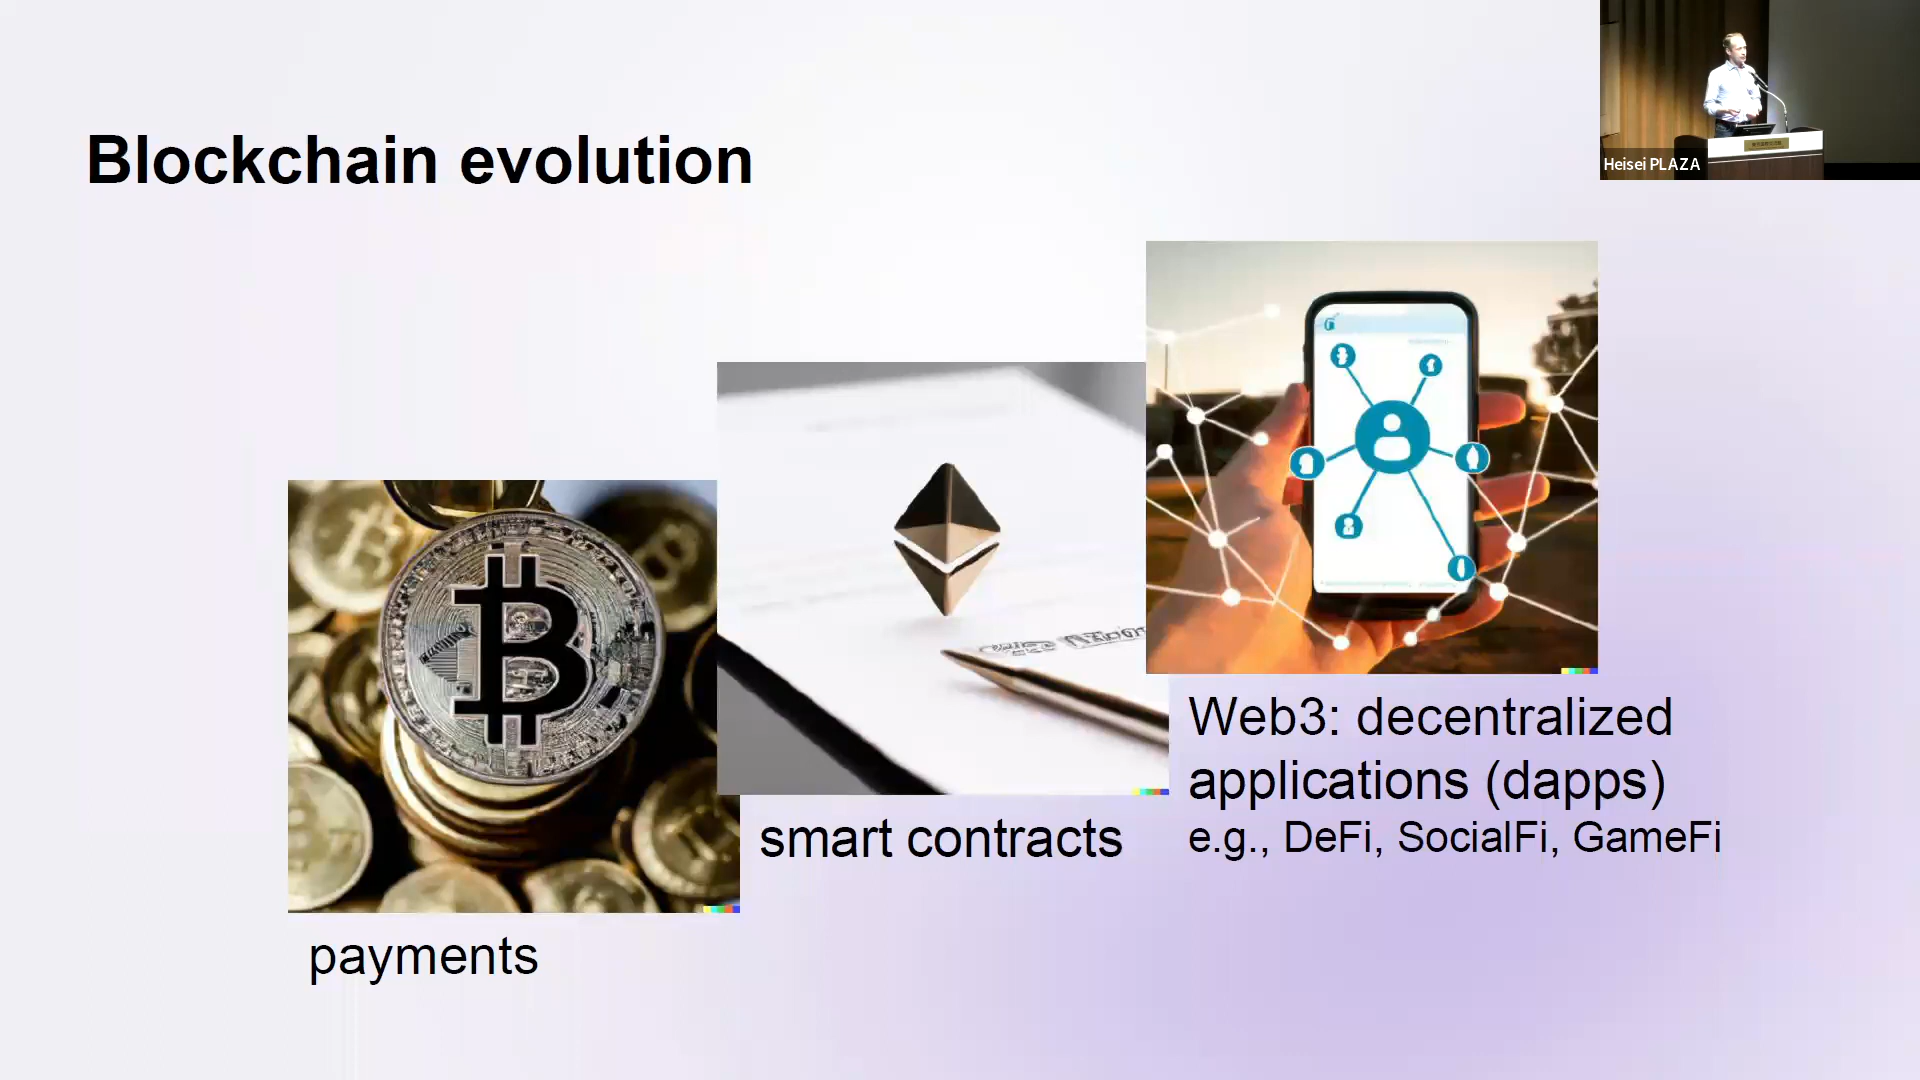 Blockchain evolution
Heisei PLAZA
payments
smart contracts
Web3: decentralized
applications (dapps)
e.g., DeFi, SocialFi, GameFi